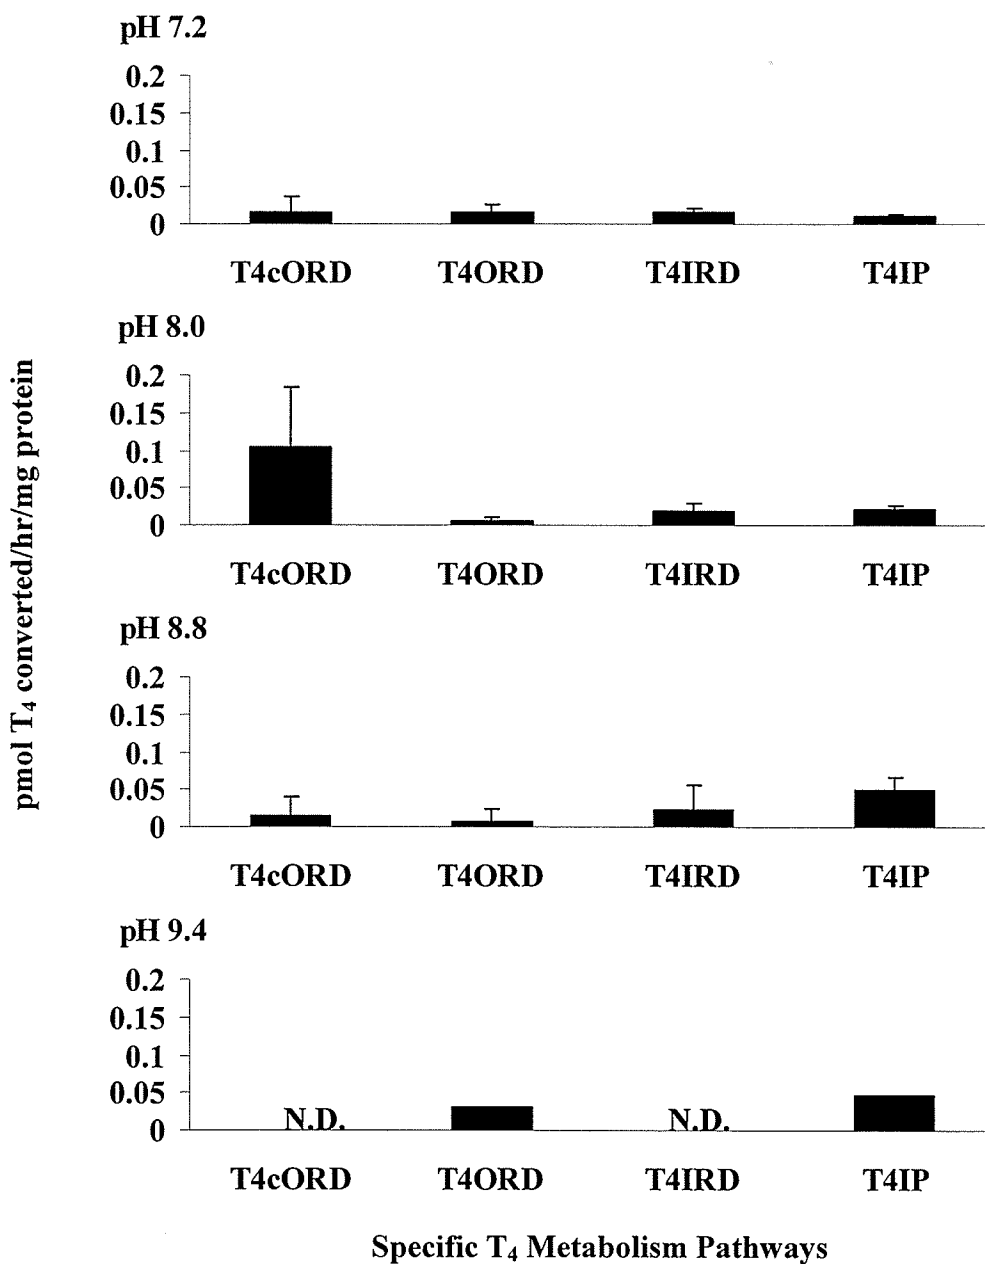 pH 7.2
0.2
0.15
0.1
0.05
0
T4cORD T4ORD T4IRD T4IP
pH 8.0
0.2
0.15
0.1
0.05
0
T4cORD T4ORD T4IRD T4IP
pH 8.8
0.2
0.15
0.1
0.05
0
T4cORD T4ORD T4IRD T4IP
pH 9.4
0.2
0.15
0.1
0.05
0
N.D. N.D.
T4cORD T4ORD T4IRD T4IP
pmol T₄ converted/hr/mg protein
Specific T₄ Metabolism Pathways